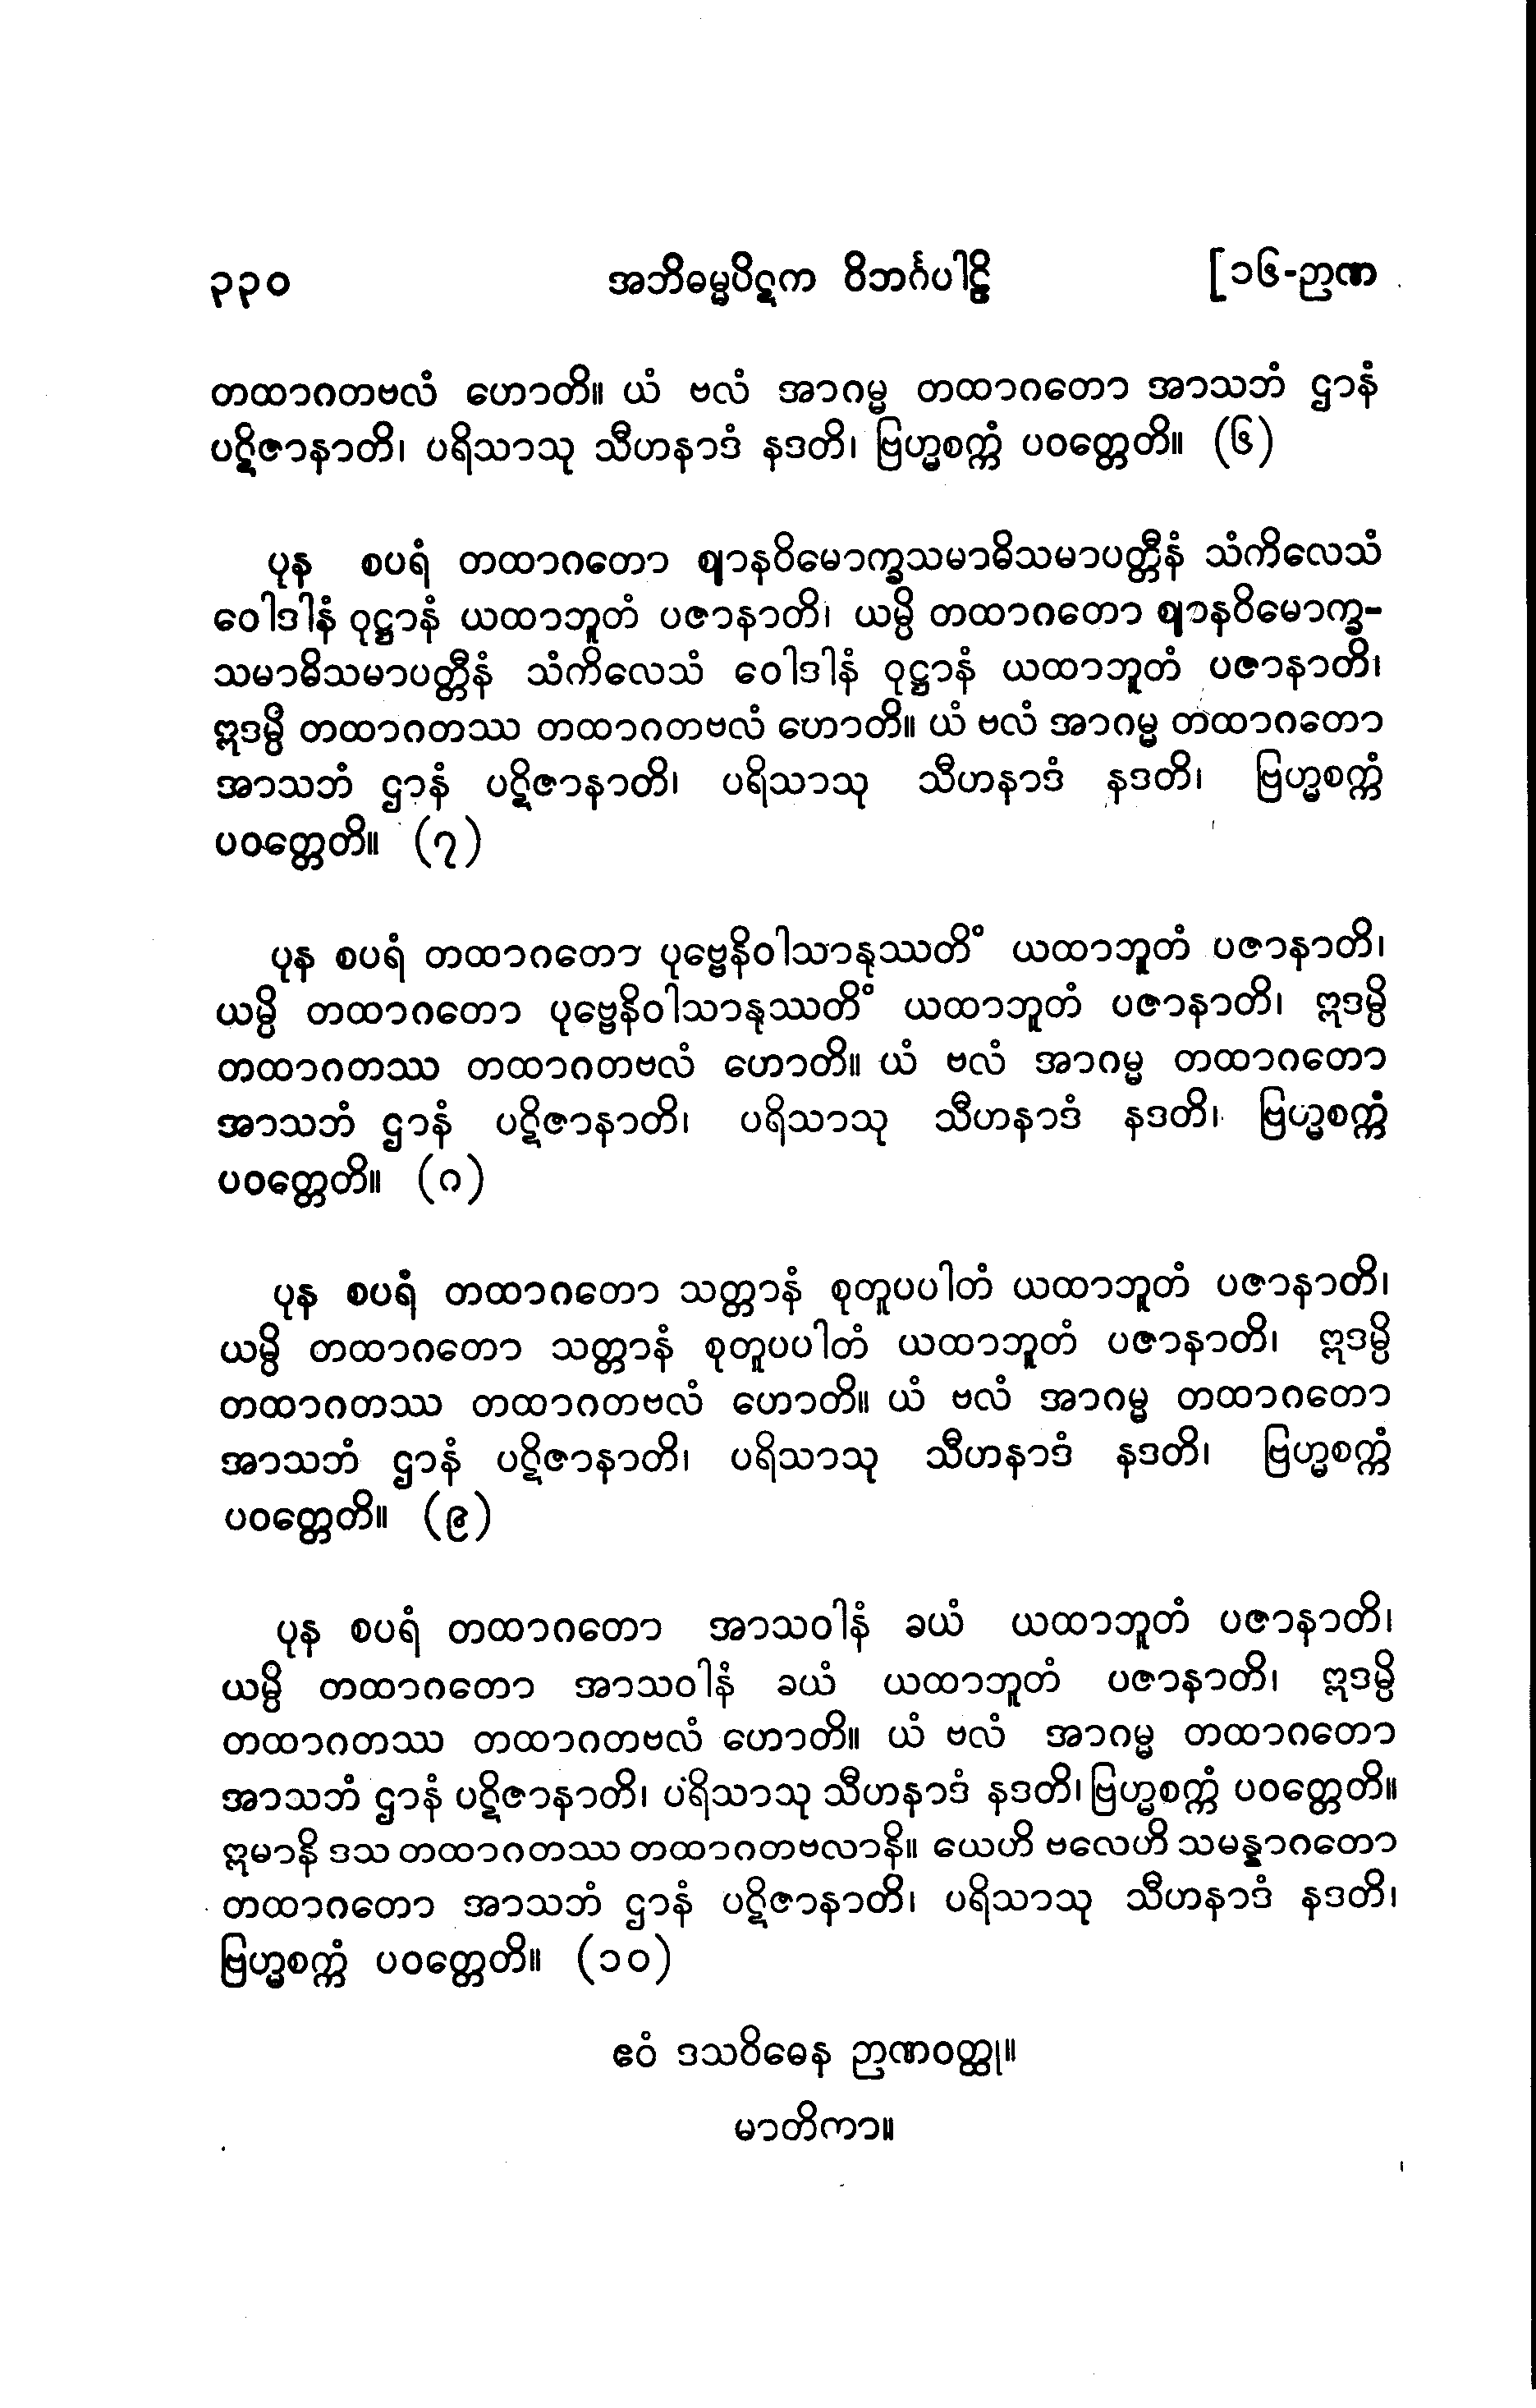 ၃၃၀ အဘိဓမ္မပိဋက ဝိဘင်္ဂပါဠိ [၁၆-ဉာဏ
တထာဂတဗလံ ဟောတိ။ ယံ ဗလံ အာဂမ္မ တထာဂတော အာသဘံ ဌာနံ
ပဋိဇာနာတိ၊ ပရိသာသု သီဟနာဒံ နဒတိ၊ ဗြဟ္မစက္ကံ ပဝတ္တေတိ။ (၆)
ပုန စပရံ တထာဂတော ဈာနဝိမောက္ခသမာဓိသမာပတ္တီနံ သံကိလေသံ
ဝေါဒါနံ ဝုဋ္ဌာနံ ယထာဘူတံ ပဇာနာတိ၊ ယမ္ပိ တထာဂတော ဈာနဝိမောက္ခ-
သမာဓိသမာပတ္တီနံ သံကိလေသံ ဝေါဒါနံ ဝုဋ္ဌာနံ ယထာဘူတံ ပဇာနာတိ၊
ဣဒမ္ပိ တထာဂတဿ တထာဂတဗလံ ဟောတိ။ ယံ ဗလံ အာဂမ္မ တထာဂတော
အာသဘံ ဌာနံ ပဋိဇာနာတိ၊ ပရိသာသု သီဟနာဒံ နဒတိ၊ ဗြဟ္မစက္ကံ
ပဝတ္တေတိ။ (၇)
ပုန စပရံ တထာဂတော ပုဗ္ဗေနိဝါသာနုဿတိံ ယထာဘူတံ ပဇာနာတိ၊
ယမ္ပိ တထာဂတော ပုဗ္ဗေနိဝါသာနုဿတိံ ယထာဘူတံ ပဇာနာတိ၊ ဣဒမ္ပိ
တထာဂတဿ တထာဂတဗလံ ဟောတိ။ ယံ ဗလံ အာဂမ္မ တထာဂတော
အာသဘံ ဌာနံ ပဋိဇာနာတိ၊ ပရိသာသု သီဟနာဒံ နဒတိ၊ ဗြဟ္မစက္ကံ
ပဝတ္တေတိ။ (၈)
ပုန စပရံ တထာဂတော သတ္တာနံ စုတူပပါတံ ယထာဘူတံ ပဇာနာတိ၊
ယမ္ပိ တထာဂတော သတ္တာနံ စုတူပပါတံ ယထာဘူတံ ပဇာနာတိ၊ ဣဒမ္ပိ
တထာဂတဿ တထာဂတဗလံ ဟောတိ။ ယံ ဗလံ အာဂမ္မ တထာဂတော
အာသဘံ ဌာနံ ပဋိဇာနာတိ၊ ပရိသာသု သီဟနာဒံ နဒတိ၊ ဗြဟ္မစက္ကံ
ပဝတ္တေတိ။ (၉)
ပုန စပရံ တထာဂတော အာသဝါနံ ခယံ ယထာဘူတံ ပဇာနာတိ၊
ယမ္ပိ တထာဂတော အာသဝါနံ ခယံ ယထာဘူတံ ပဇာနာတိ၊ ဣဒမ္ပိ
တထာဂတဿ တထာဂတဗလံ ဟောတိ။ ယံ ဗလံ အာဂမ္မ တထာဂတော
အာသဘံ ဌာနံ ပဋိဇာနာတိ၊ ပရိသာသု သီဟနာဒံ နဒတိ၊ ဗြဟ္မစက္ကံ ပဝတ္တေတိ။
ဣမာနိ ဒသ တထာဂတဿ တထာဂတဗလာနိ။ ယေဟိ ဗလေဟိ သမန္နာဂတော
တထာဂတော အာသဘံ ဌာနံ ပဋိဇာနာတိ၊ ပရိသာသု သီဟနာဒံ နဒတိ၊
ဗြဟ္မစက္ကံ ပဝတ္တေတိ။ (၁၀)
ဧဝံ ဒသဝိဓေန ဉာဏဝတ္ထု။
မာတိကာ။